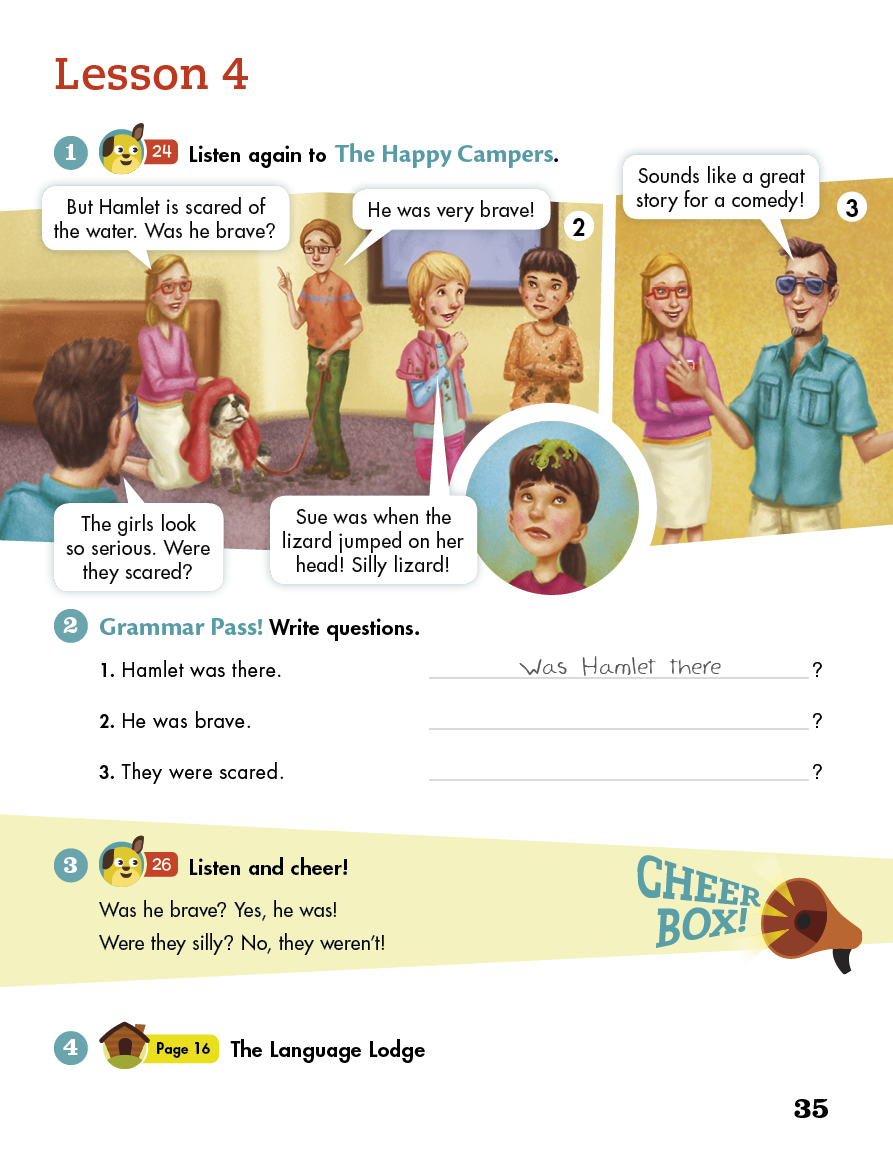 Lesson 4
1 24 Listen again to The Happy Campers.
But Hamlet is scared of
the water. Was he brave?
He was very brave!
2
Sounds like a great
story for a comedy!
3
The girls look
so serious. Were
they scared?
Sue was when the
lizard jumped on her
head! Silly lizard!
2 Grammar Pass! Write questions.
1. Hamlet was there. Was Hamlet there ?
2. He was brave. ?
3. They were scared. ?
3 26 Listen and cheer!
Was he brave? Yes, he was!
Were they silly? No, they weren't!
CHEER
BOX!
4 Page 16 The Language Lodge
35